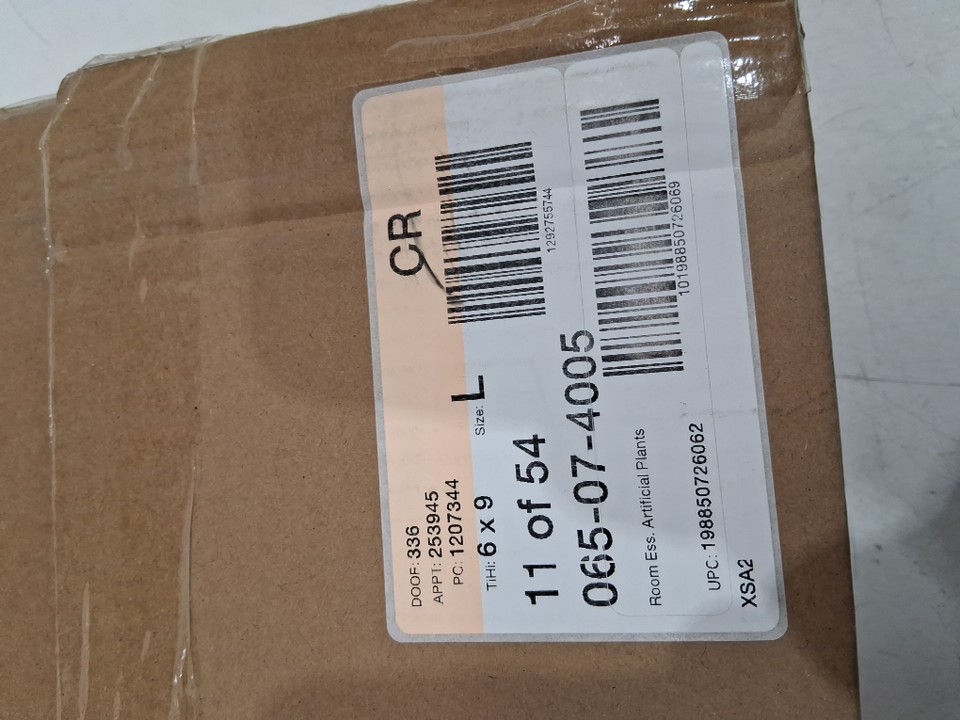 DOOF: 336
APPT: 253945
PC: 1207344
CR
TiHi: 6 x 9
Size: L
1292755744
11 of 54
065-07-4005
10198850726069
Room Ess. Artificial Plants
UPC: 198850726062
XSA2